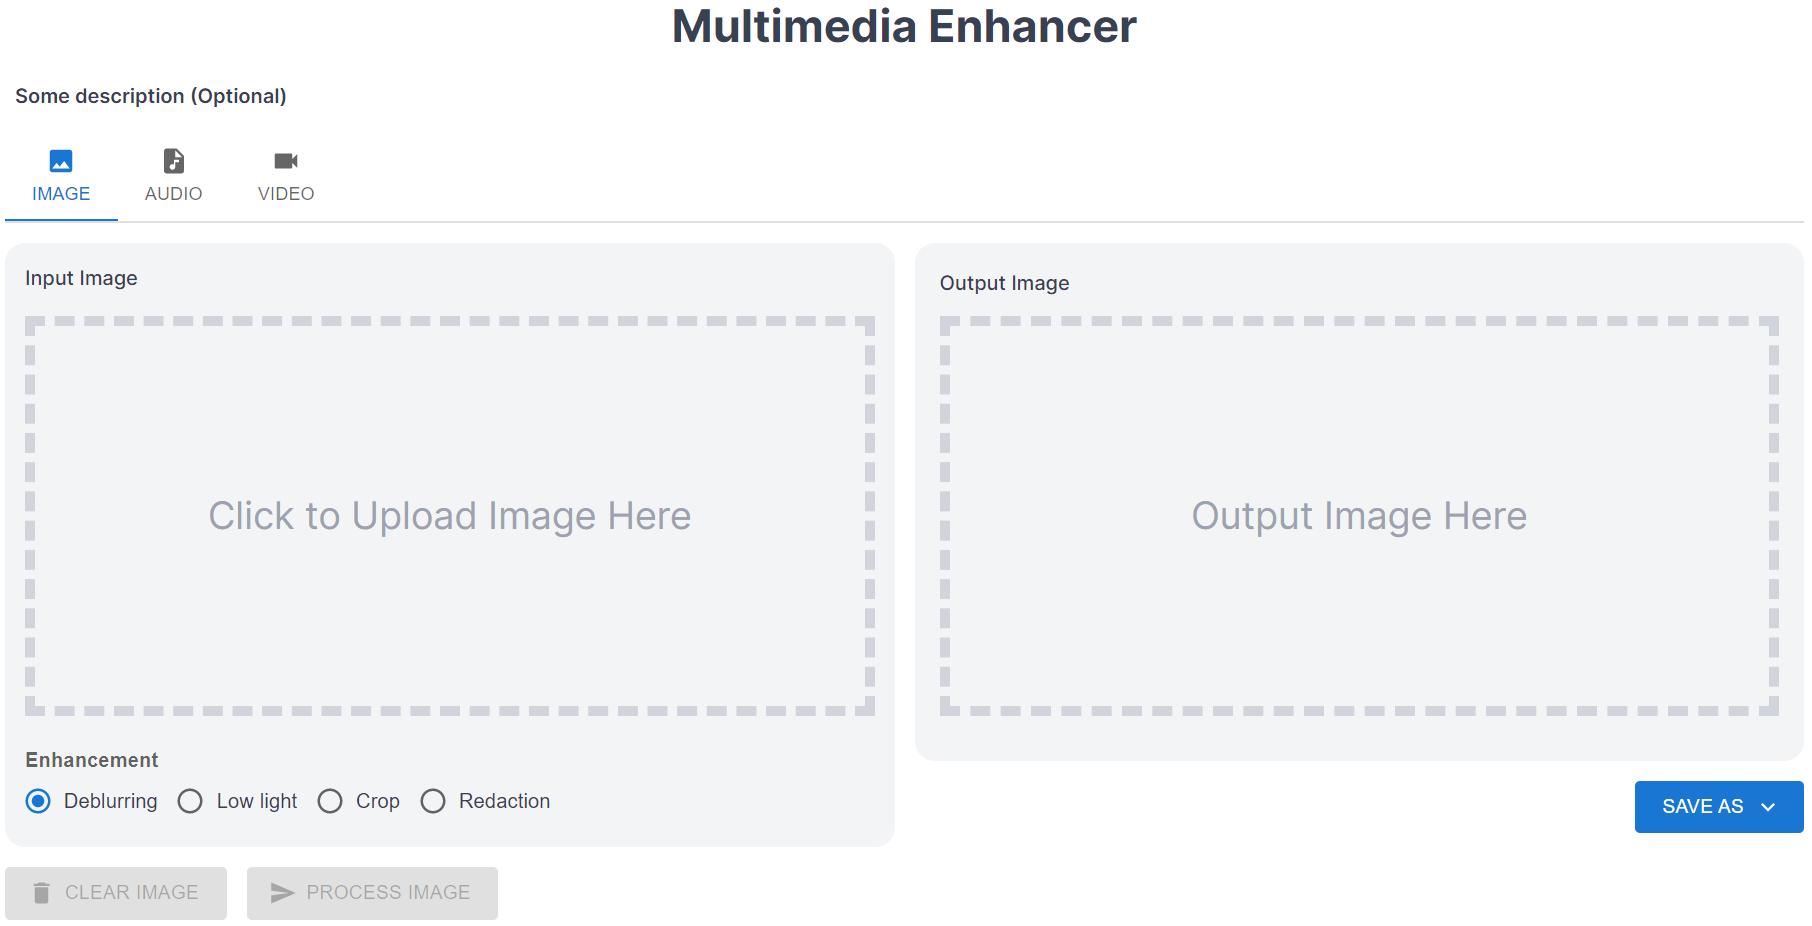 Multimedia Enhancer
Some description (Optional)
IMAGE AUDIO VIDEO
Input Image
Click to Upload Image Here
Enhancement
Deblurring Low light Crop Redaction
CLEAR IMAGE PROCESS IMAGE
Output Image
Output Image Here
SAVE AS